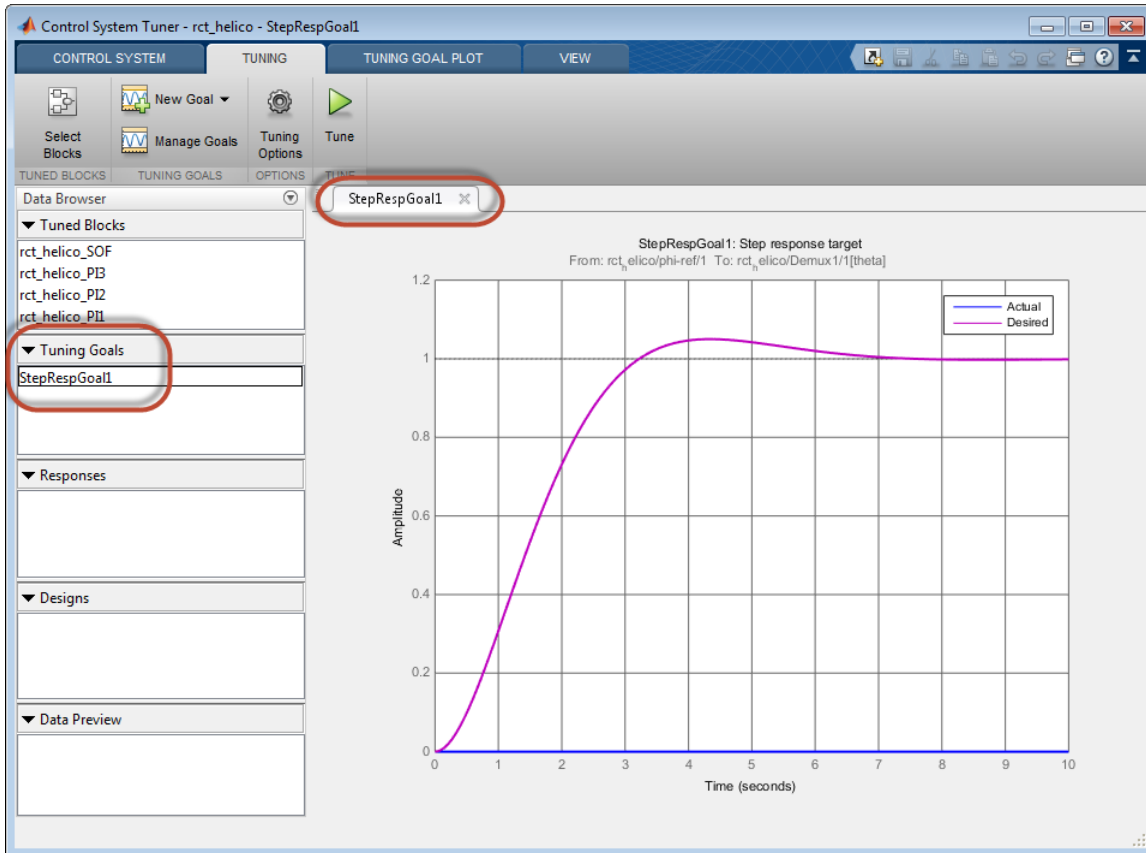 Control System Tuner - rct_helico - StepRespGoal1
CONTROL SYSTEM
TUNING
TUNING GOAL PLOT
VIEW
Select
Blocks
New Goal
Manage Goals
Tuning
Options
Tune
TUNED BLOCKS
TUNING GOALS
OPTIONS
TUNE
Data Browser
Tuned Blocks
rct_helico_SOF
rct_helico_PI3
rct_helico_PI2
rct_helico_PI1
Tuning Goals
StepRespGoal1
Responses
Designs
Data Preview
StepRespGoal1
StepRespGoal1: Step response target
From: rct_helico/phi-ref/1 To: rct_helico/Demux1/1[theta]
Actual
Desired
Amplitude
1.2
1
0.8
0.6
0.4
0.2
0
0 1 2 3 4 5 6 7 8 9 10
Time (seconds)